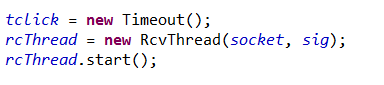 tclick = new Timeout();
rcThread = new RcvThread(socket, sig);
rcThread.start();